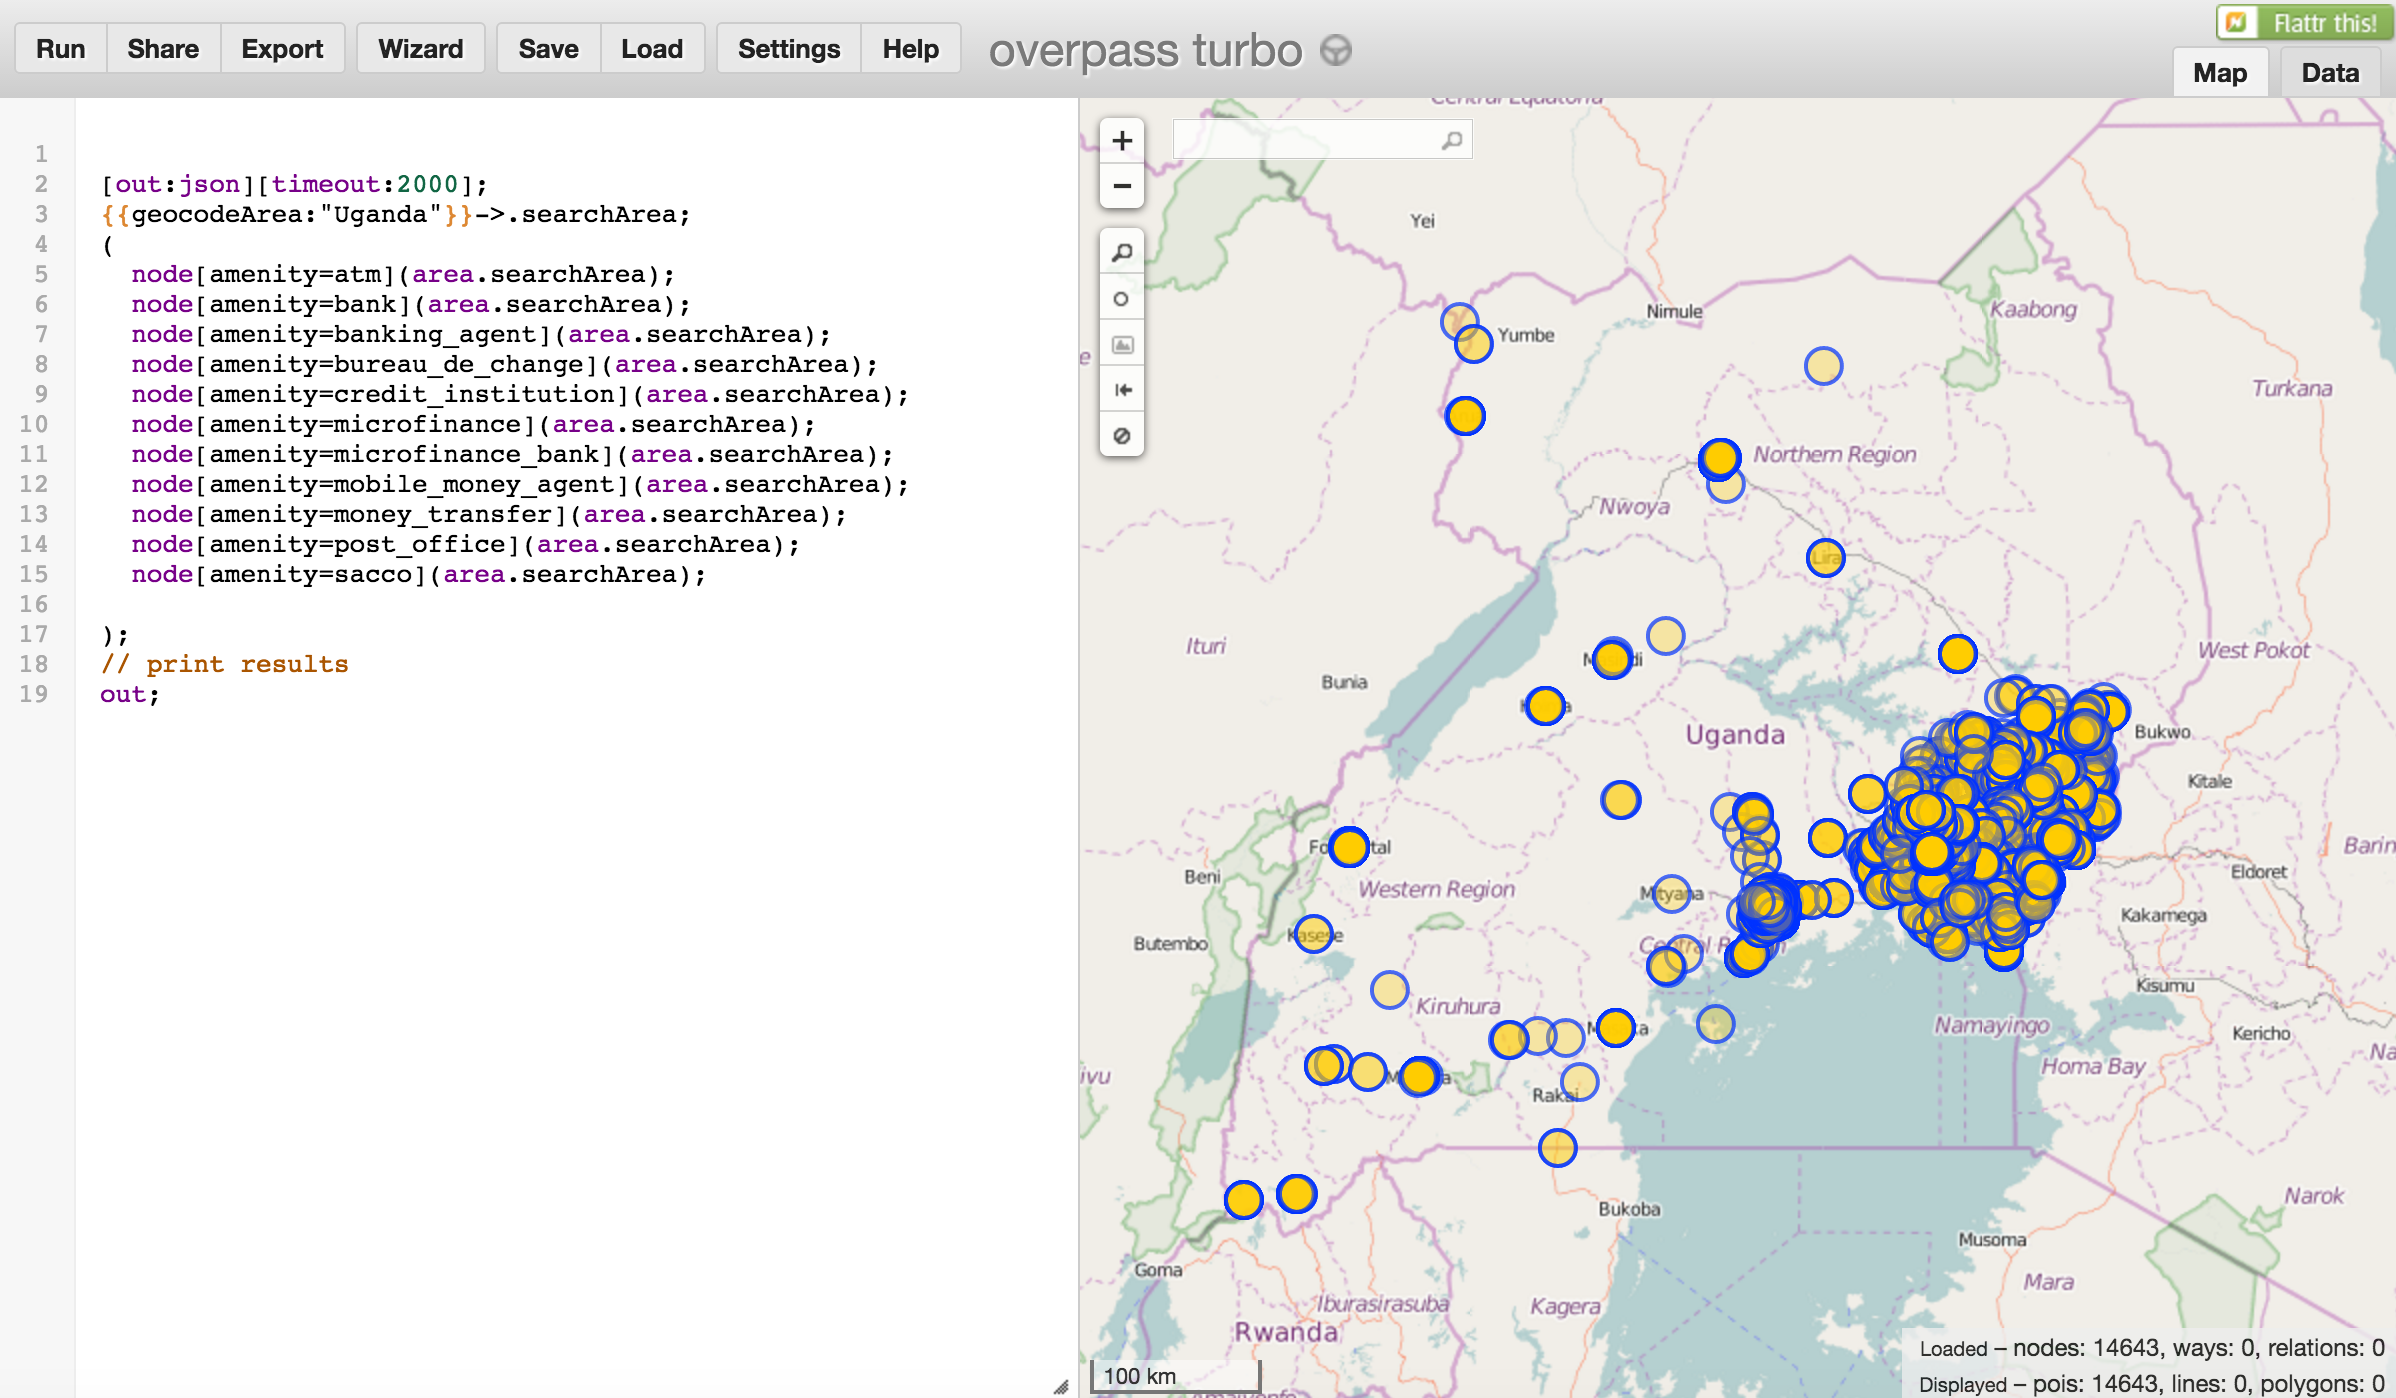 Flattr this!
Run Share Export Wizard Save Load Settings Help overpass turbo
Map Data
1
2 [out:json][timeout:2000];
3 {{geocodeArea:"Uganda"}}->.searchArea;
4 (
5 node[amenity=atm](area.searchArea);
6 node[amenity=bank](area.searchArea);
7 node[amenity=banking_agent](area.searchArea);
8 node[amenity=bureau_de_change](area.searchArea);
9 node[amenity=credit_institution](area.searchArea);
10 node[amenity=microfinance](area.searchArea);
11 node[amenity=microfinance_bank](area.searchArea);
12 node[amenity=mobile_money_agent](area.searchArea);
13 node[amenity=money_transfer](area.searchArea);
14 node[amenity=post_office](area.searchArea);
15 node[amenity=sacco](area.searchArea);
16
17 );
18 // print results
19 out;
Central Equatoria
+
−
Yei
Nimule
Kaabong
Yumbe
Turkana
Northern Region
Nwoya
Lira
Ituri
West Pokot
Bunia
Uganda
Bukwo
Kitale
Beni
Western Region
Eldoret
Mityana
Kakamega
Kasese
Butembo
Kisumu
Kiruhura
Namayingo
Kericho
Homa Bay
Rakai
Narok
Bukoba
Musoma
Goma
Mara
Iburasirasuba
Kagera
Rwanda
100 km
Loaded – nodes: 14643, ways: 0, relations: 0
Displayed – pois: 14643, lines: 0, polygons: 0